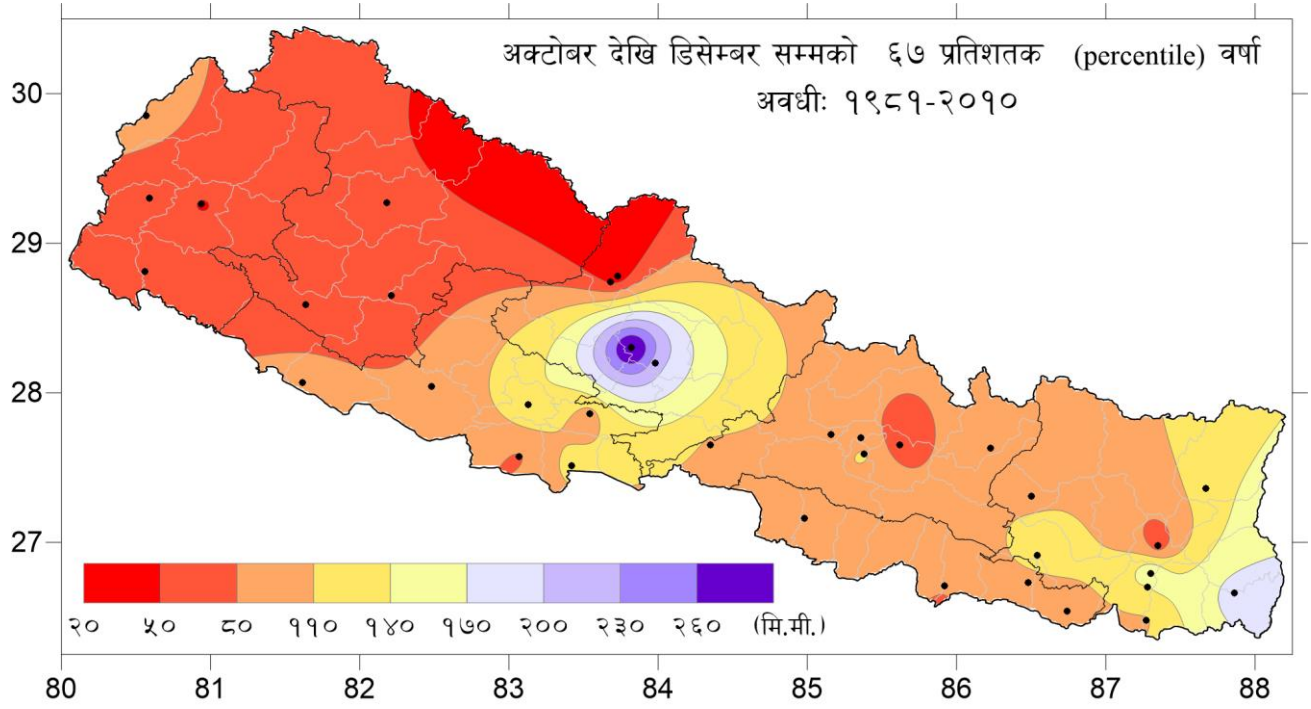 अक्टोबर देखि डिसेम्बर सम्मको ६७ प्रतिशतक (percentile) वर्षा
अवधीः १९८१-२०१०
30
29
28
27
२० ५० ८० ११० १४० १७० २०० २३० २६० (मि.मी.)
80 81 82 83 84 85 86 87 88